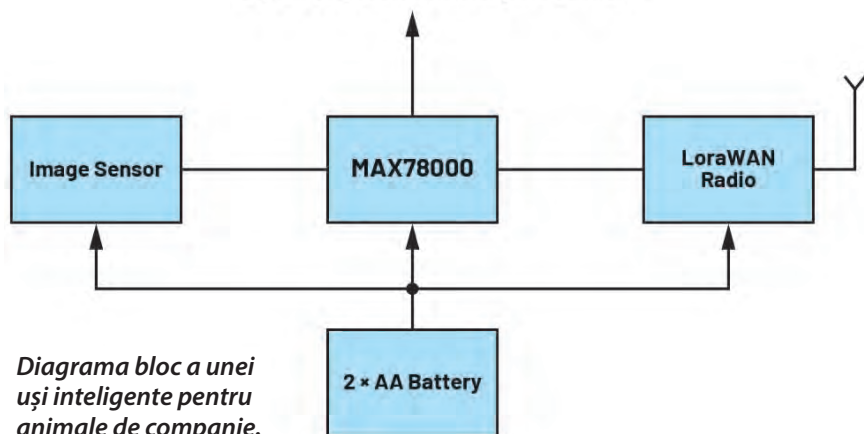 Image Sensor
MAX78000
LoraWAN
Radio
2 × AA Battery
Diagrama bloc a unei
uși inteligente pentru
animale de companie.